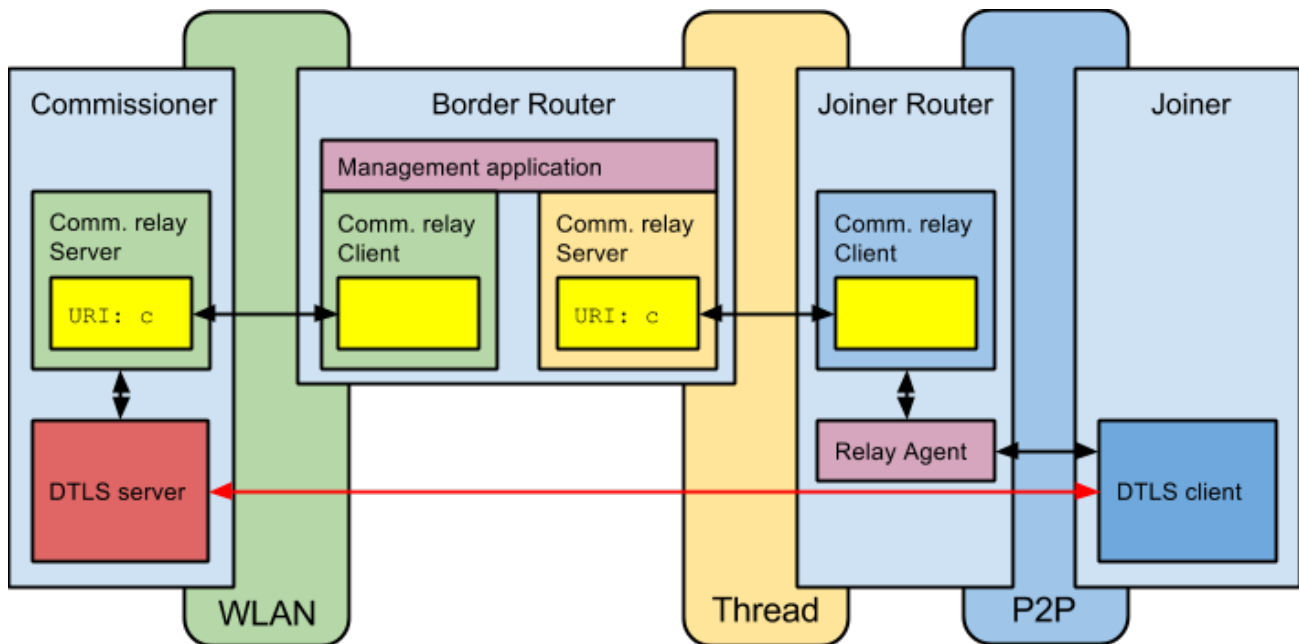 Commissioner
Border Router
Joiner Router
Joiner
Management application
Comm. relay
Server
URI: c
Comm. relay
Client
Comm. relay
Server
URI: c
Comm. relay
Client
DTLS server
Relay Agent
DTLS client
WLAN
Thread
P2P